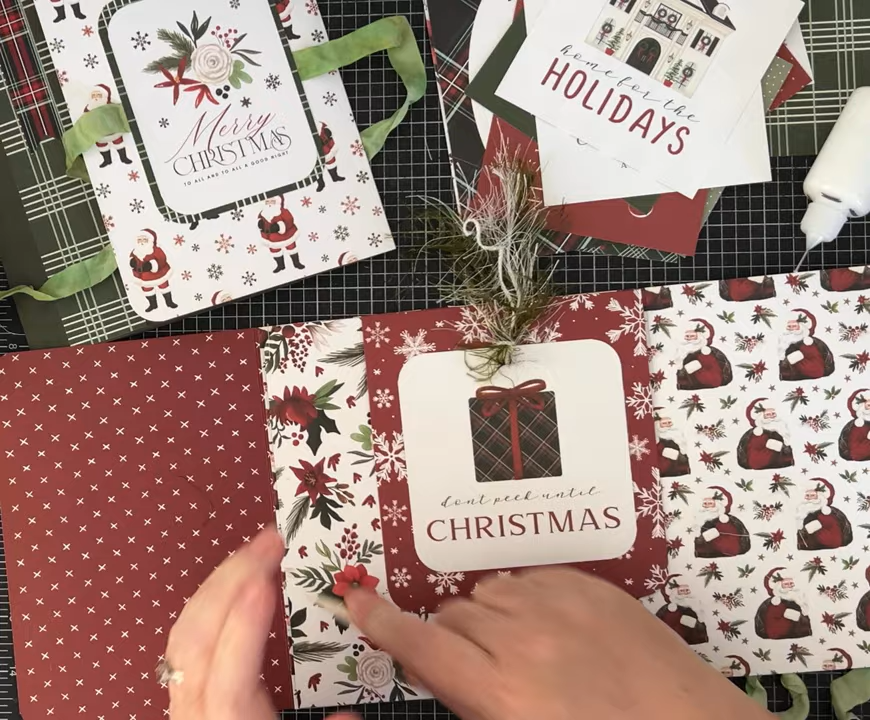 Merry
CHRISTMAS
TO ALL AND TO ALL A GOOD NIGHT
home for the
HOLIDAYS
dont peek until
CHRISTMAS